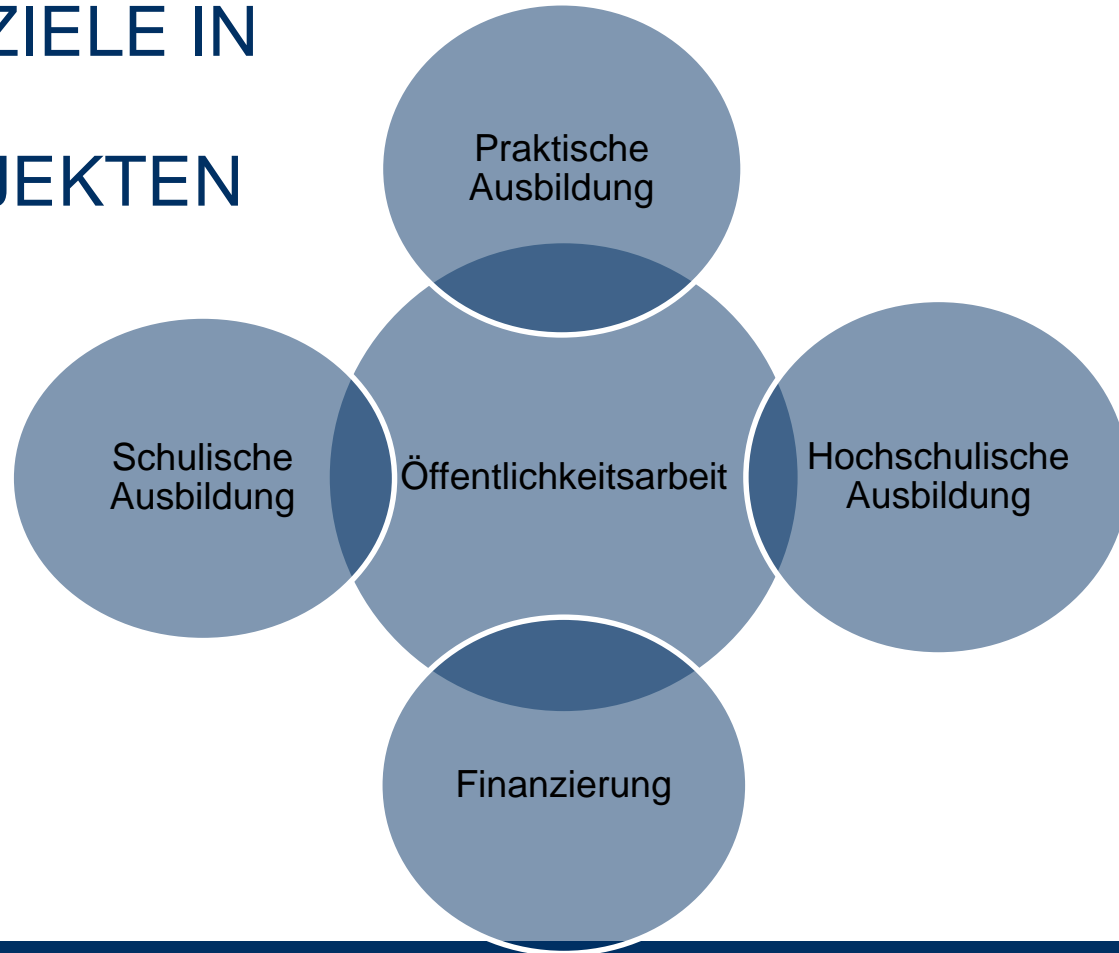 ZIELE IN
JEKTEN
Praktische
Ausbildung
Schulische
Ausbildung
Öffentlichkeitsarbeit
Hochschulische
Ausbildung
Finanzierung